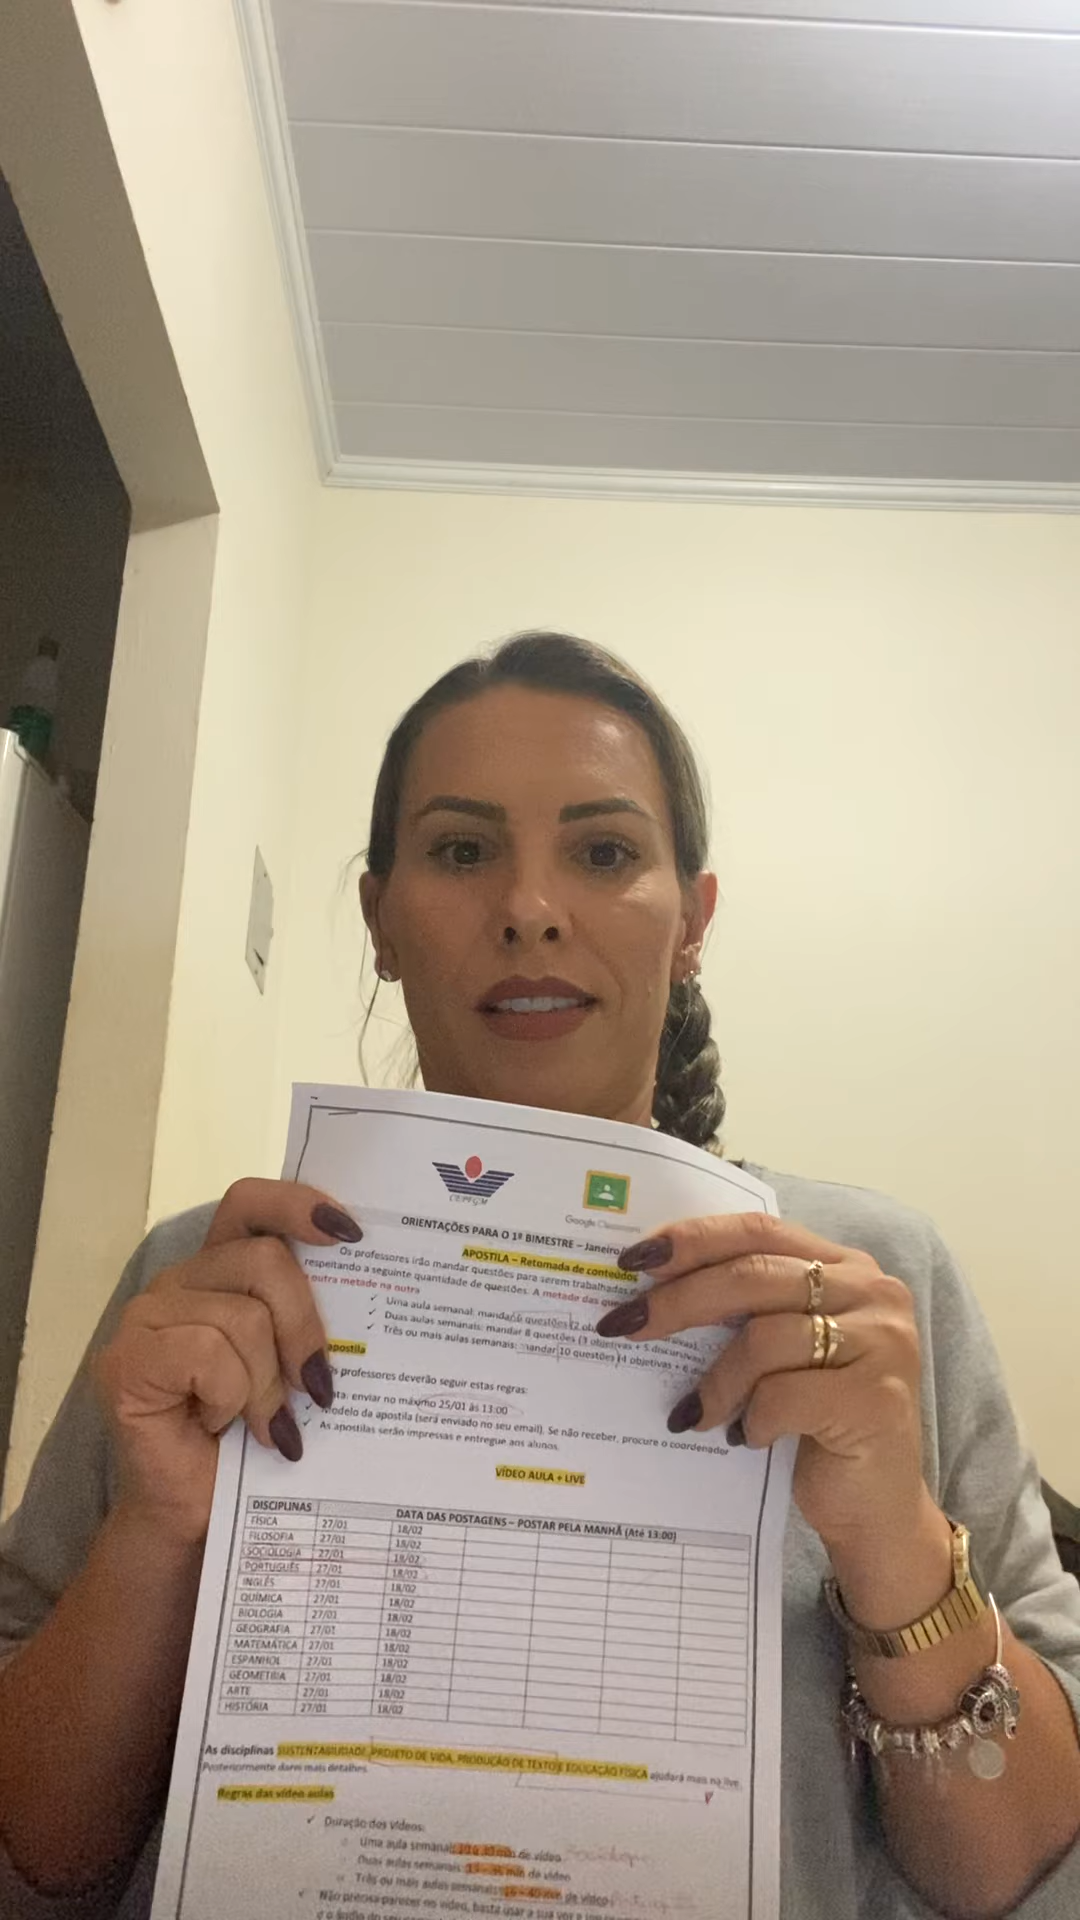 CEPFGM
Google Classroom
ORIENTAÇÕES PARA O 1º BIMESTRE – Janeiro/
APOSTILA – Retomada de conteúdos
Os professores irão mandar questões para serem trabalhadas
respeitando a seguinte quantidade de questões. A metade das
outra metade na outra
✓ Uma aula semanal: mandar 6 questões (2 discursivas)
✓ Duas aulas semanais: mandar 8 questões (3 objetivas + 5 discursivas)
✓ Três ou mais aulas semanais: mandar 10 questões (4 objetivas + 6
apostila
Os professores deverão seguir estas regras:
enviar no máximo 25/01 às 13:00
Modelo da apostila (será enviado no seu email). Se não receber, procure o coordenador
✓ As apostilas serão impressas e entregue aos alunos.
VÍDEO AULA + LIVE
DISCIPLINAS DATA DAS POSTAGENS – POSTAR PELA MANHÃ (Até 13:00)
FÍSICA 27/01 18/02
FILOSOFIA 27/01 18/02
SOCIOLOGIA 27/01 18/02
PORTUGUÊS 27/01 18/02
INGLÊS 27/01 18/02
QUÍMICA 27/01 18/02
BIOLOGIA 27/01 18/02
GEOGRAFIA 27/01 18/02
MATEMÁTICA 27/01 18/02
ESPANHOL 27/01 18/02
GEOMETRIA 27/01 18/02
ARTE 27/01 18/02
HISTÓRIA 27/01 18/02
As disciplinas SUSTENTABILIDADE, PROJETO DE VIDA, PRODUÇÃO DE TEXTO E EDUCAÇÃO FÍSICA ajudará mais na live.
Posteriormente darei mais detalhes.
Regras das vídeo aulas
✓ Duração dos vídeos:
Uma aula semanal: min de vídeo
Duas aulas semanais: min de vídeo
Três ou mais aulas semanais: 40 min de vídeo
Não precisa parecer no vídeo, basta usar a sua voz e